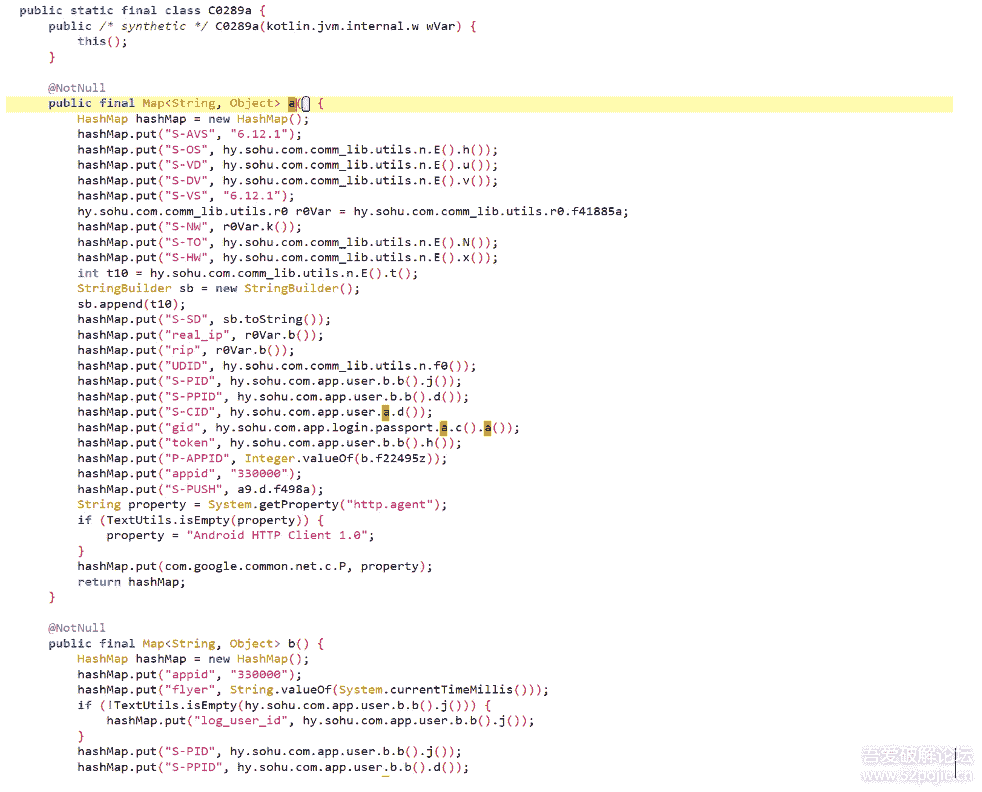 public static final class C0289a {
public /* synthetic */ C0289a(kotlin.jvm.internal.w wVar) {
this();
}
@NotNull
public final Map<String, Object> a() {
HashMap hashMap = new HashMap();
hashMap.put("S-AVS", "6.12.1");
hashMap.put("S-OS", hy.sohu.com.comm_lib.utils.n.E().h());
hashMap.put("S-VD", hy.sohu.com.comm_lib.utils.n.E().u());
hashMap.put("S-DV", hy.sohu.com.comm_lib.utils.n.E().v());
hashMap.put("S-VS", "6.12.1");
hy.sohu.com.comm_lib.utils.r0 r0Var = hy.sohu.com.comm_lib.utils.r0.f41885a;
hashMap.put("S-NW", r0Var.k());
hashMap.put("S-TO", hy.sohu.com.comm_lib.utils.n.E().N());
hashMap.put("S-HW", hy.sohu.com.comm_lib.utils.n.E().x());
int t10 = hy.sohu.com.comm_lib.utils.n.E().t();
StringBuilder sb = new StringBuilder();
sb.append(t10);
hashMap.put("S-SD", sb.toString());
hashMap.put("real_ip", r0Var.b());
hashMap.put("rip", r0Var.b());
hashMap.put("UDID", hy.sohu.com.comm_lib.utils.n.f0());
hashMap.put("S-PID", hy.sohu.com.app.user.b.b().j());
hashMap.put("S-PPID", hy.sohu.com.app.user.b.b().d());
hashMap.put("S-CID", hy.sohu.com.app.user.a.d());
hashMap.put("gid", hy.sohu.com.app.login.passport.a.c().a());
hashMap.put("token", hy.sohu.com.app.user.b.b().h());
hashMap.put("P-APPID", Integer.valueOf(b.f22495z));
hashMap.put("appid", "330000");
hashMap.put("S-PUSH", a9.d.f498a);
String property = System.getProperty("http.agent");
if (TextUtils.isEmpty(property)) {
property = "Android HTTP Client 1.0";
}
hashMap.put(com.google.common.net.c.P, property);
return hashMap;
}
@NotNull
public final Map<String, Object> b() {
HashMap hashMap = new HashMap();
hashMap.put("appid", "330000");
hashMap.put("flyer", String.valueOf(System.currentTimeMillis()));
if (!TextUtils.isEmpty(hy.sohu.com.app.user.b.b().j())) {
hashMap.put("log_user_id", hy.sohu.com.app.user.b.b().j());
}
hashMap.put("S-PID", hy.sohu.com.app.user.b.b().j());
hashMap.put("S-PPID", hy.sohu.com.app.user.b.b().d());
吾爱破解论坛
www.52pojie.cn